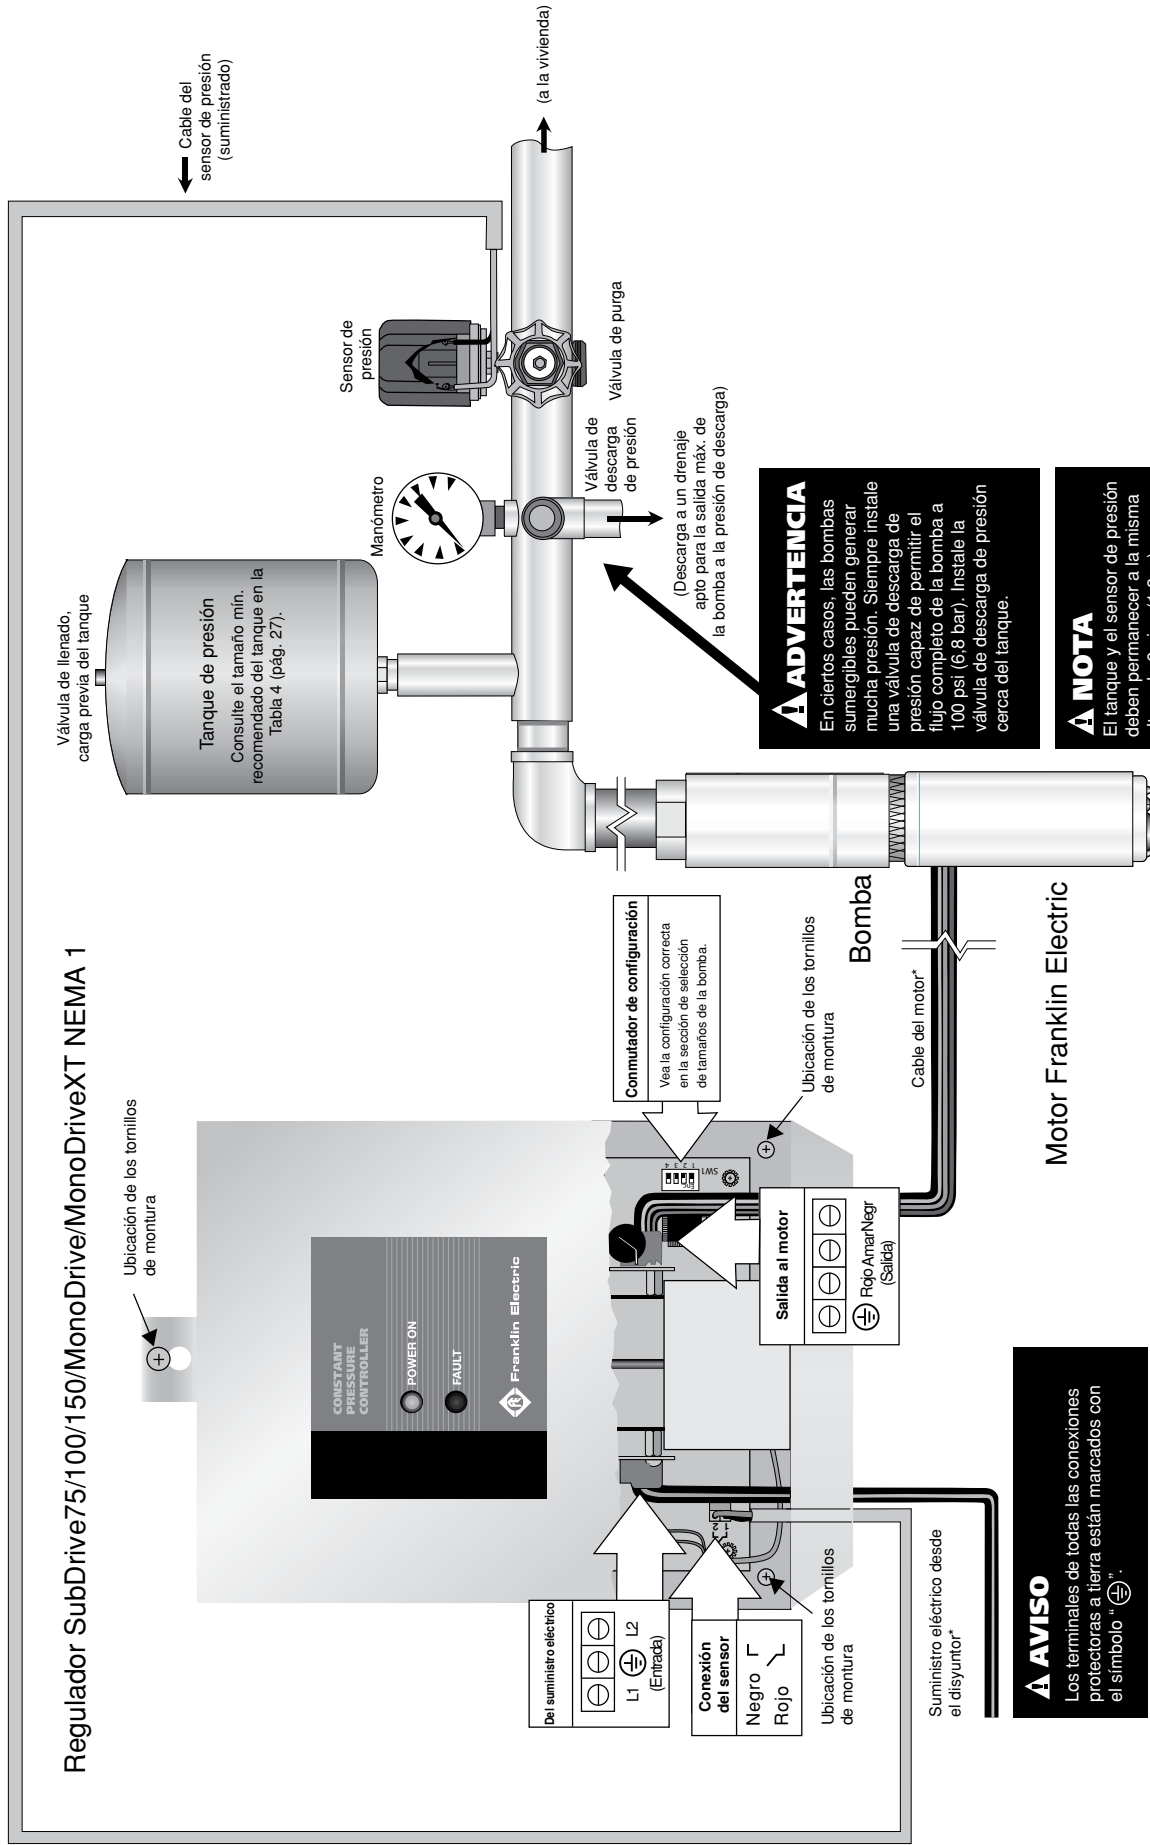 Regulador SubDrive75/100/150/MonoDrive/MonoDriveXT NEMA 1
Ubicación de los tornillos
de montura
CONSTANT
PRESSURE
CONTROLLER
POWER ON
FAULT
Franklin Electric
Válvula de llenado,
carga previa del tanque
Tanque de presión
Consulte el tamaño mín.
recomendado del tanque en la
Tabla 4 (pág. 27).
Manómetro
Sensor de
presión
Cable del
sensor de presión
(suministrado)
(a la vivienda)
Válvula de purga
Válvula de
descarga
de presión
(Descarga a un drenaje
apto para la salida máx. de
la bomba a la presión de descarga)
Del suministro eléctrico
L1 L2
(Entrada)
Conexión
del sensor
Negro
Rojo
1
2
Ubicación de los tornillos
de montura
Suministro eléctrico desde
el disyuntor*
Conmutador de configuración
Vea la configuración correcta
en la sección de selección
de tamaños de la bomba.
1 2 3 4
SW1
Salida al motor
Rojo AmarNegr
(Salida)
Ubicación de los tornillos
de montura
Cable del motor*
Bomba
Motor Franklin Electric
ADVERTENCIA
En ciertos casos, las bombas
sumergibles pueden generar
mucha presión. Siempre instale
una válvula de descarga de
presión capaz de permitir el
flujo completo de la bomba a
100 psi (6,8 bar). Instale la
válvula de descarga de presión
cerca del tanque.
NOTA
El tanque y el sensor de presión
deben permanecer a la misma
AVISO
Los terminales de todas las conexiones
protectoras a tierra están marcados con
el símbolo “ ”.